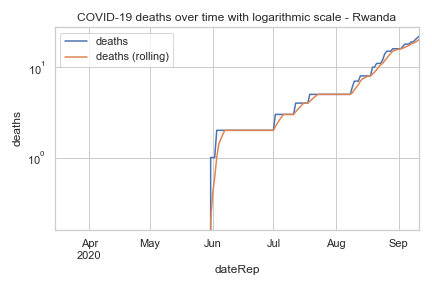 COVID-19 deaths over time with logarithmic scale - Rwanda
deaths
deaths (rolling)
10¹
10⁰
deaths
Apr
2020
May
Jun
Jul
Aug
Sep
dateRep